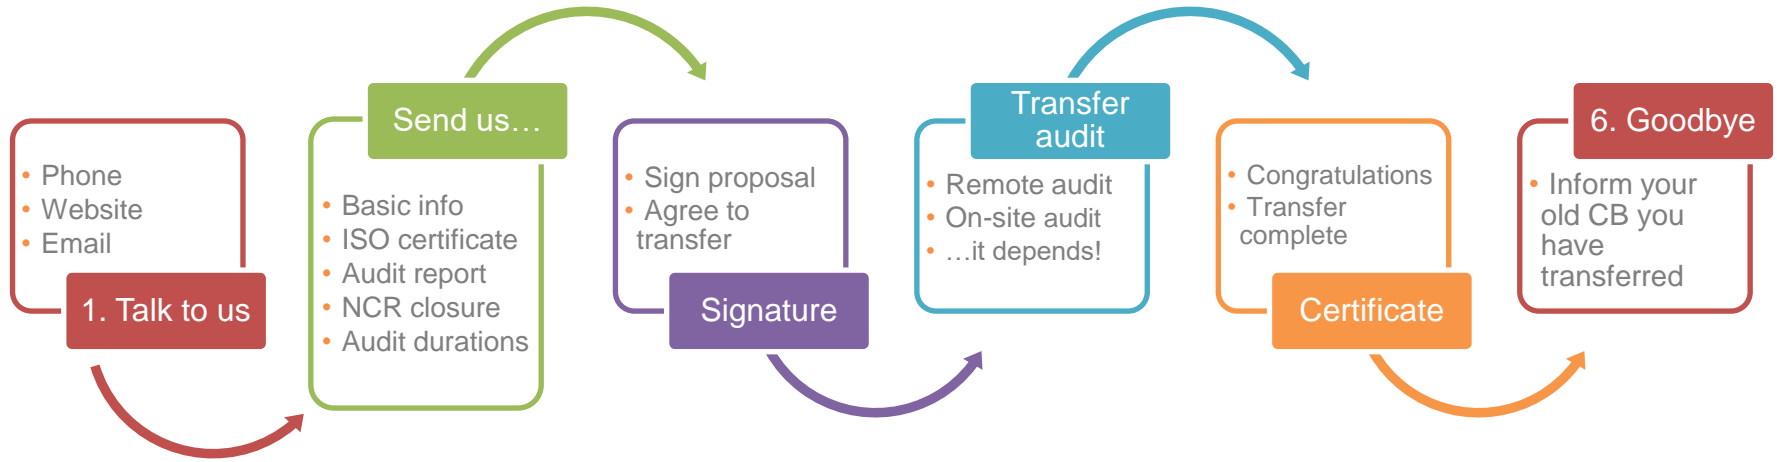 • Phone
• Website
• Email
1. Talk to us
Send us…
• Basic info
• ISO certificate
• Audit report
• NCR closure
• Audit durations
• Sign proposal
• Agree to
transfer
Signature
Transfer
audit
• Remote audit
• On-site audit
• …it depends!
• Congratulations
• Transfer
complete
Certificate
6. Goodbye
• Inform your
old CB you
have
transferred